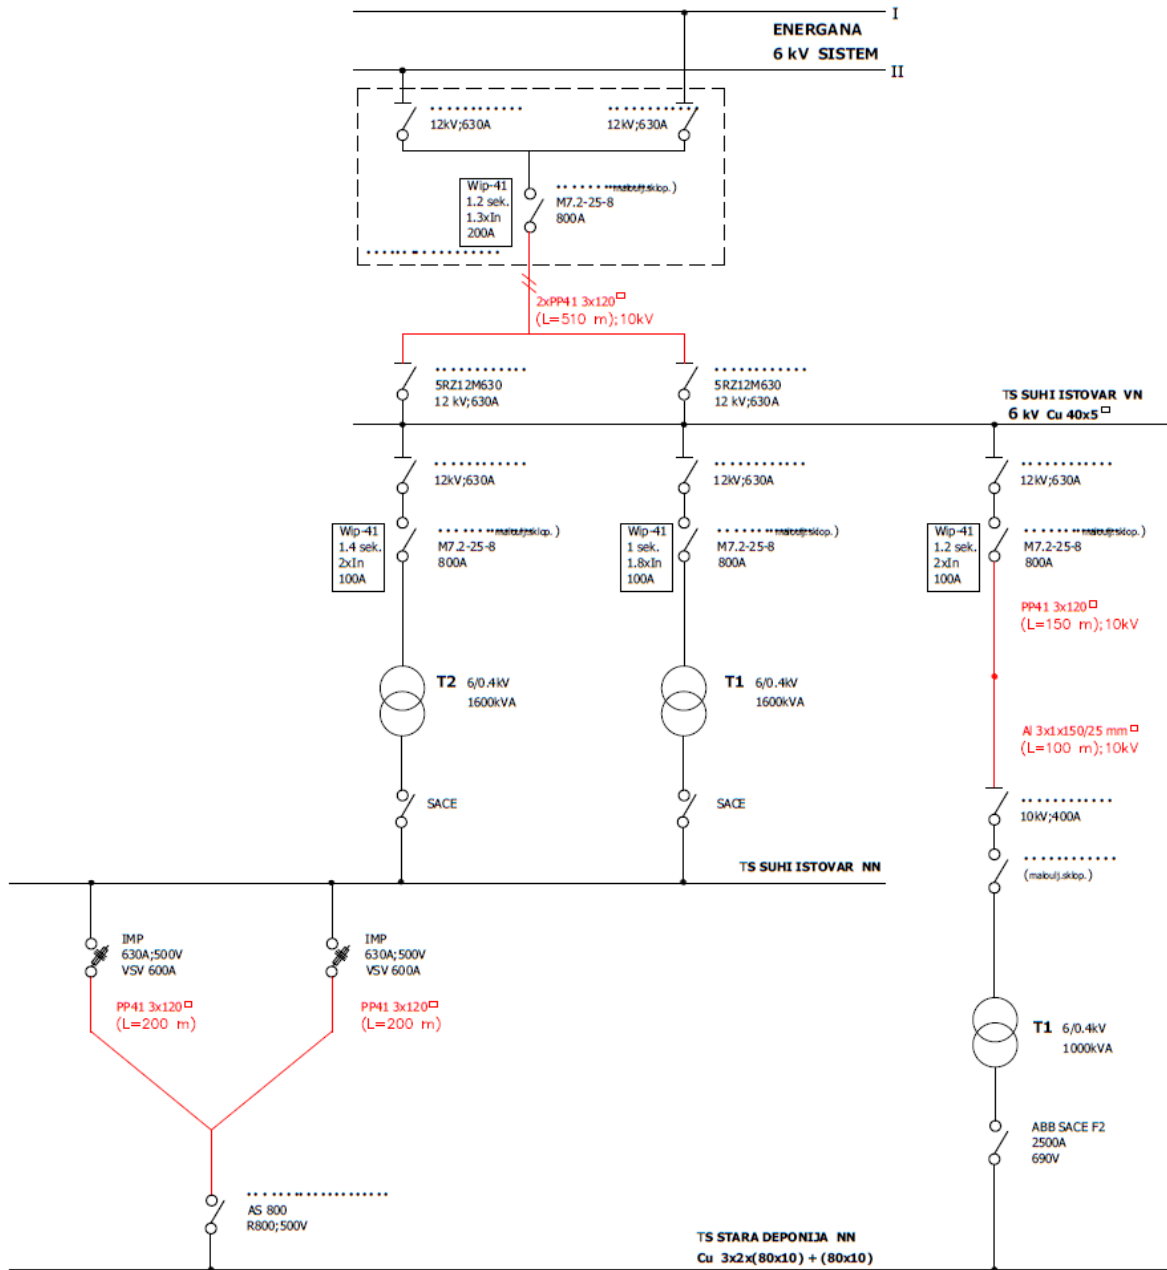 I
ENERGANA
6 kV SISTEM
II
12kV;630A
12kV;630A
Wip-41
1.2 sek.
1.3xIn
200A
M7.2-25-8
800A
2xPP41 3x120
(L=510 m);10kV
5RZ12M630
12 kV;630A
5RZ12M630
12 kV;630A
TS SUHI ISTOVAR VN
6 kV Cu 40x5
12kV;630A
12kV;630A
12kV;630A
Wip-41
1.4 sek.
2xIn
100A
M7.2-25-8
800A
Wip-41
1 sek.
1.8xIn
100A
M7.2-25-8
800A
Wip-41
1.2 sek.
2xIn
100A
M7.2-25-8
800A
PP41 3x120
(L=150 m);10kV
T2 6/0.4kV
1600kVA
T1 6/0.4kV
1600kVA
Al 3x1x150/25 mm
(L=100 m);10kV
SACE
SACE
10kV;400A
(maloulj.sklop.)
TS SUHI ISTOVAR NN
IMP
630A;500V
VSV 600A
IMP
630A;500V
VSV 600A
PP41 3x120
(L=200 m)
PP41 3x120
(L=200 m)
T1 6/0.4kV
1000kVA
ABB SACE F2
2500A
690V
AS 800
R800;500V
TS STARA DEPONIJA NN
Cu 3x2x(80x10) + (80x10)